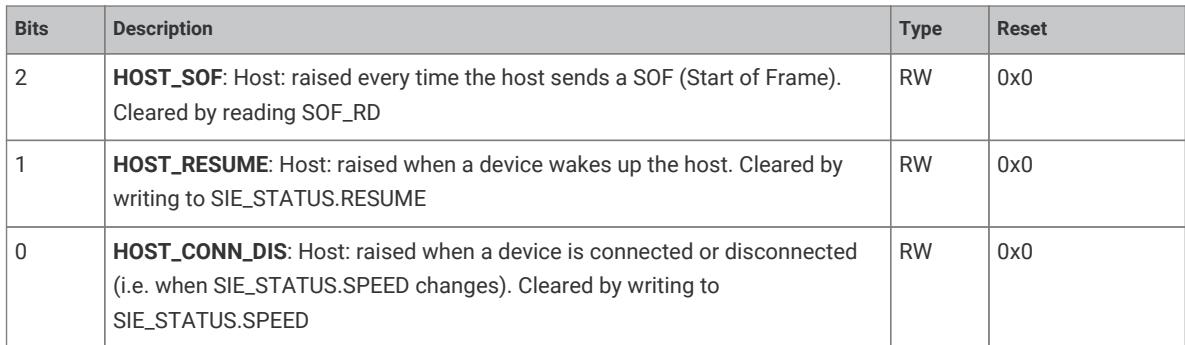 Bits Description Type Reset
2 HOST_SOF: Host: raised every time the host sends a SOF (Start of Frame). RW 0x0
Cleared by reading SOF_RD
1 HOST_RESUME: Host: raised when a device wakes up the host. Cleared by RW 0x0
writing to SIE_STATUS.RESUME
0 HOST_CONN_DIS: Host: raised when a device is connected or disconnected RW 0x0
(i.e. when SIE_STATUS.SPEED changes). Cleared by writing to
SIE_STATUS.SPEED